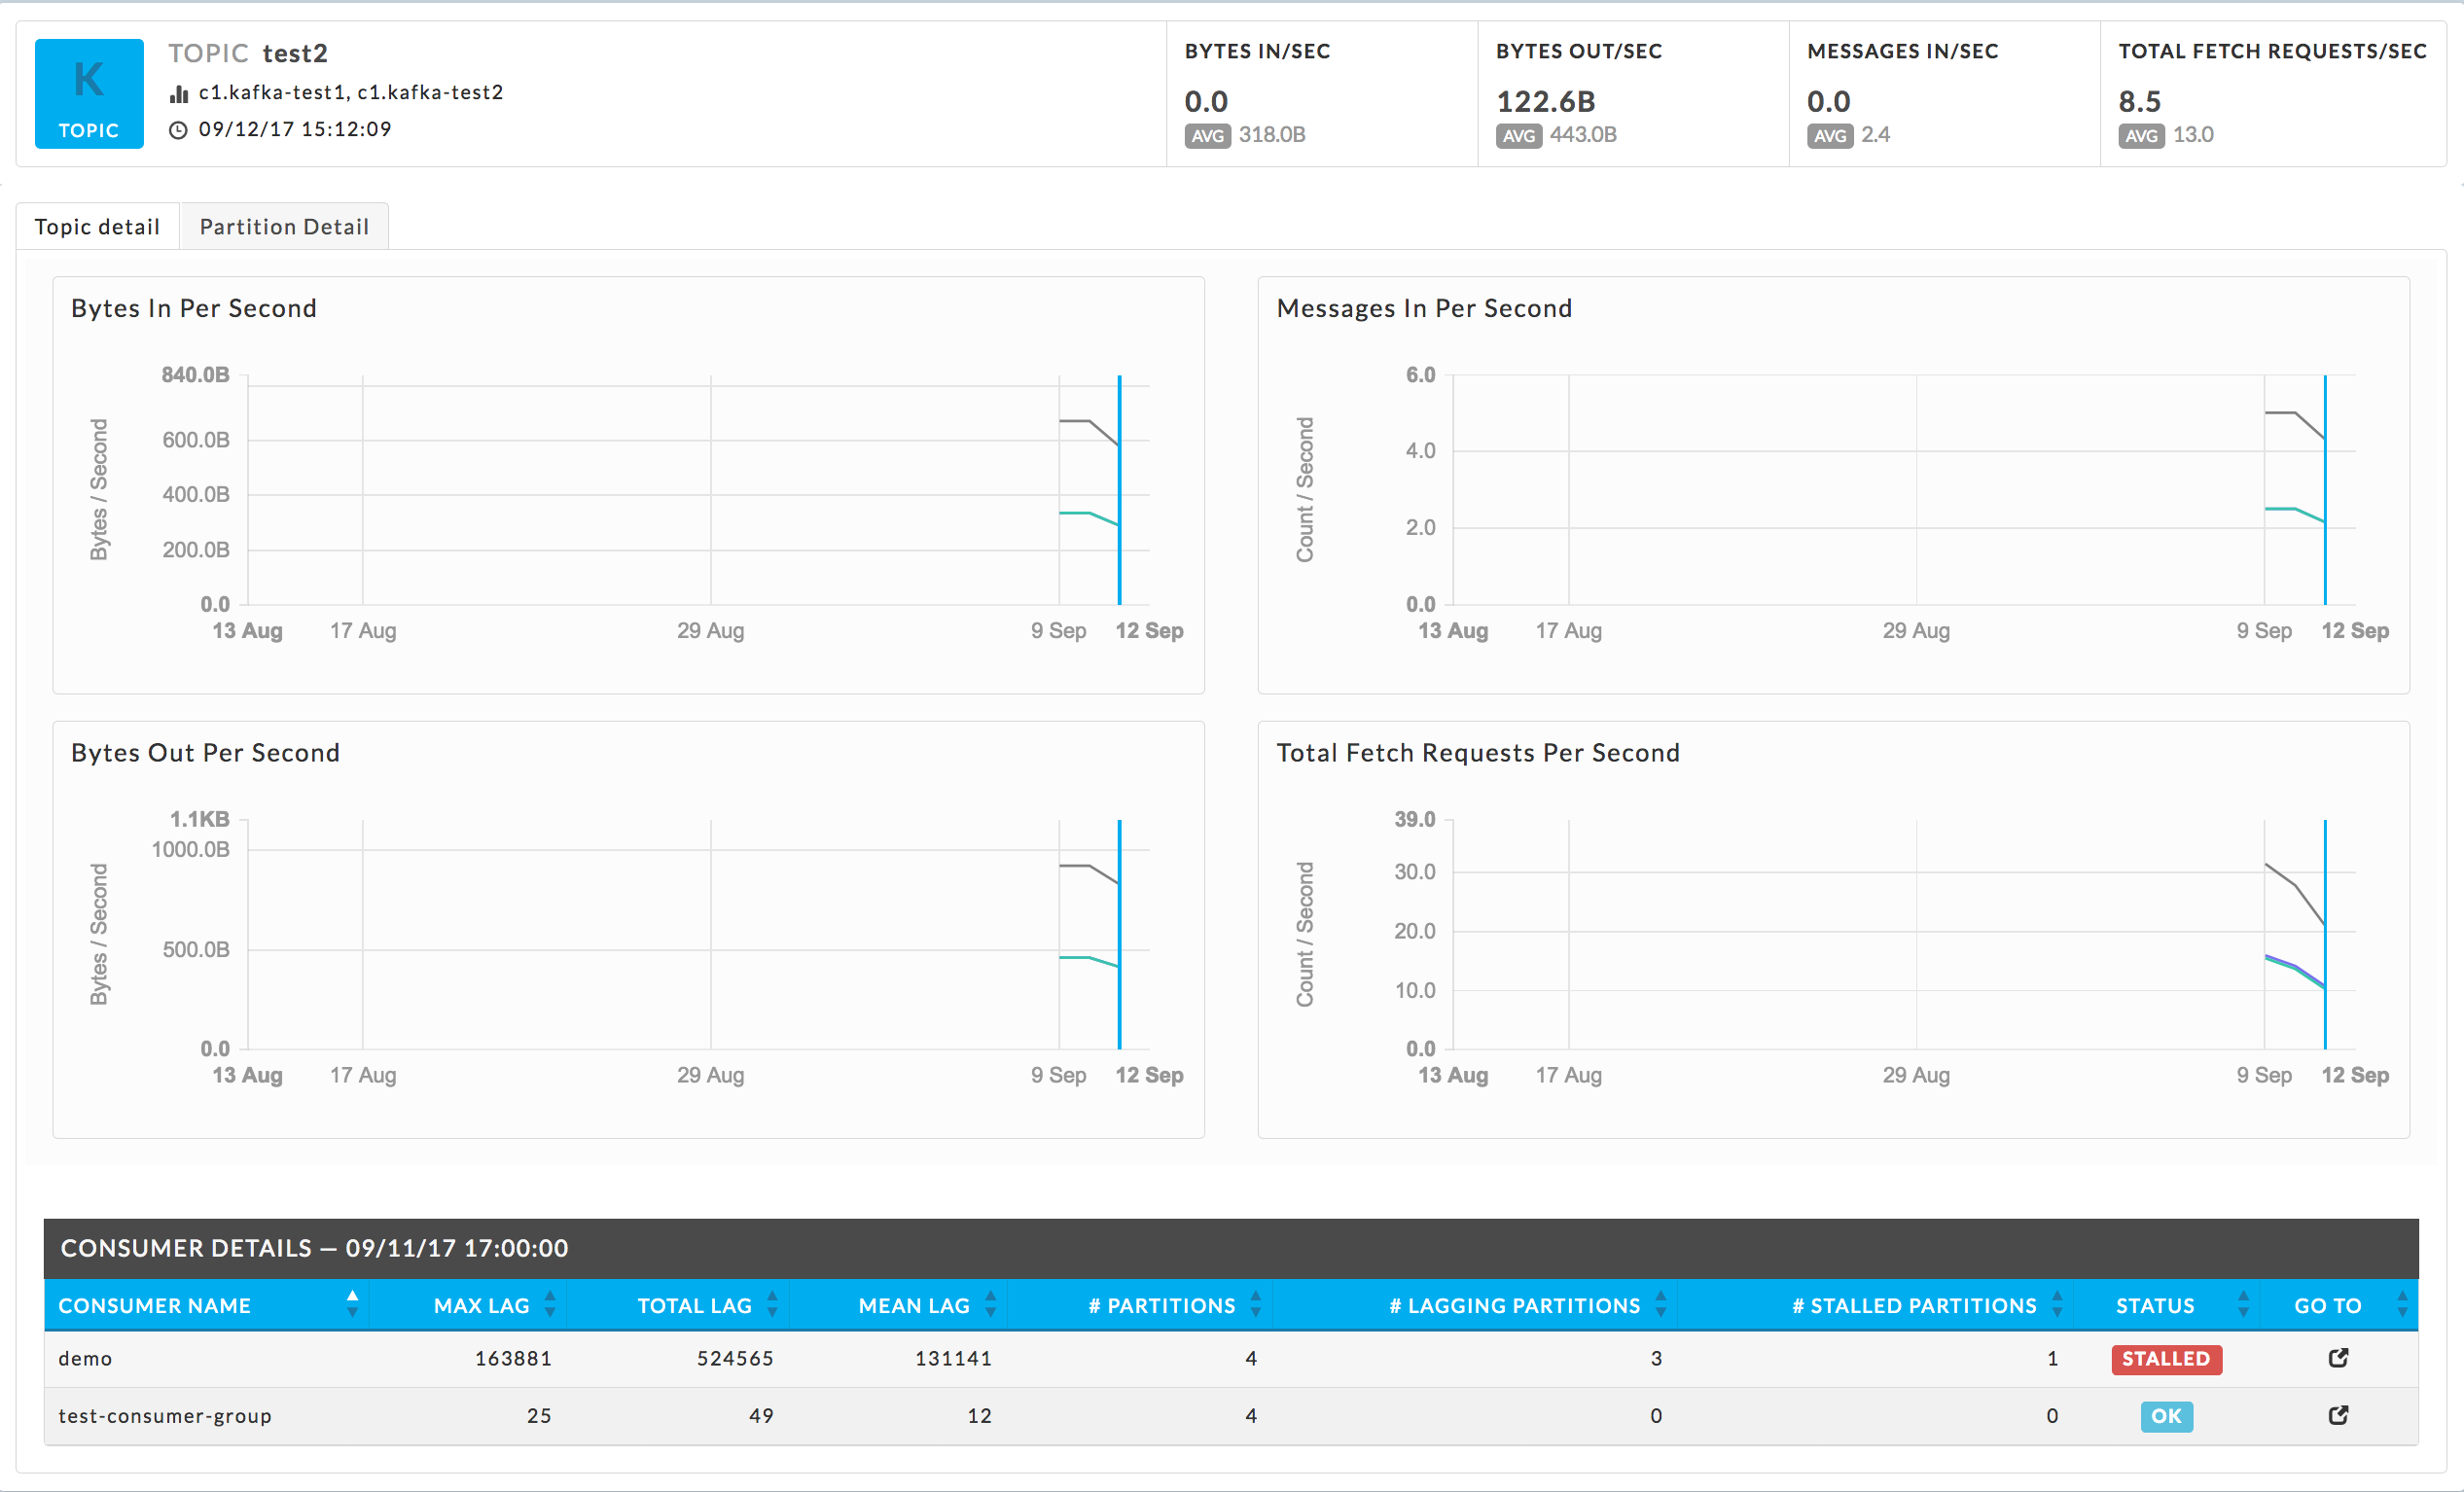 K
TOPIC
TOPIC test2
c1.kafka-test1, c1.kafka-test2
09/12/17 15:12:09
BYTES IN/SEC
0.0
AVG 318.0B
BYTES OUT/SEC
122.6B
AVG 443.0B
MESSAGES IN/SEC
0.0
AVG 2.4
TOTAL FETCH REQUESTS/SEC
8.5
AVG 13.0
Topic detail
Partition Detail
Bytes In Per Second
Bytes / Second
840.0B
600.0B
400.0B
200.0B
0.0
13 Aug 17 Aug 29 Aug 9 Sep 12 Sep
Messages In Per Second
Count / Second
6.0
4.0
2.0
0.0
13 Aug 17 Aug 29 Aug 9 Sep 12 Sep
Bytes Out Per Second
Bytes / Second
1.1KB
1000.0B
500.0B
0.0
13 Aug 17 Aug 29 Aug 9 Sep 12 Sep
Total Fetch Requests Per Second
Count / Second
39.0
30.0
20.0
10.0
0.0
13 Aug 17 Aug 29 Aug 9 Sep 12 Sep
CONSUMER DETAILS — 09/11/17 17:00:00
CONSUMER NAME MAX LAG TOTAL LAG MEAN LAG # PARTITIONS # LAGGING PARTITIONS # STALLED PARTITIONS STATUS GO TO
demo 163881 524565 131141 4 3 1 STALLED
test-consumer-group 25 49 12 4 0 0 OK